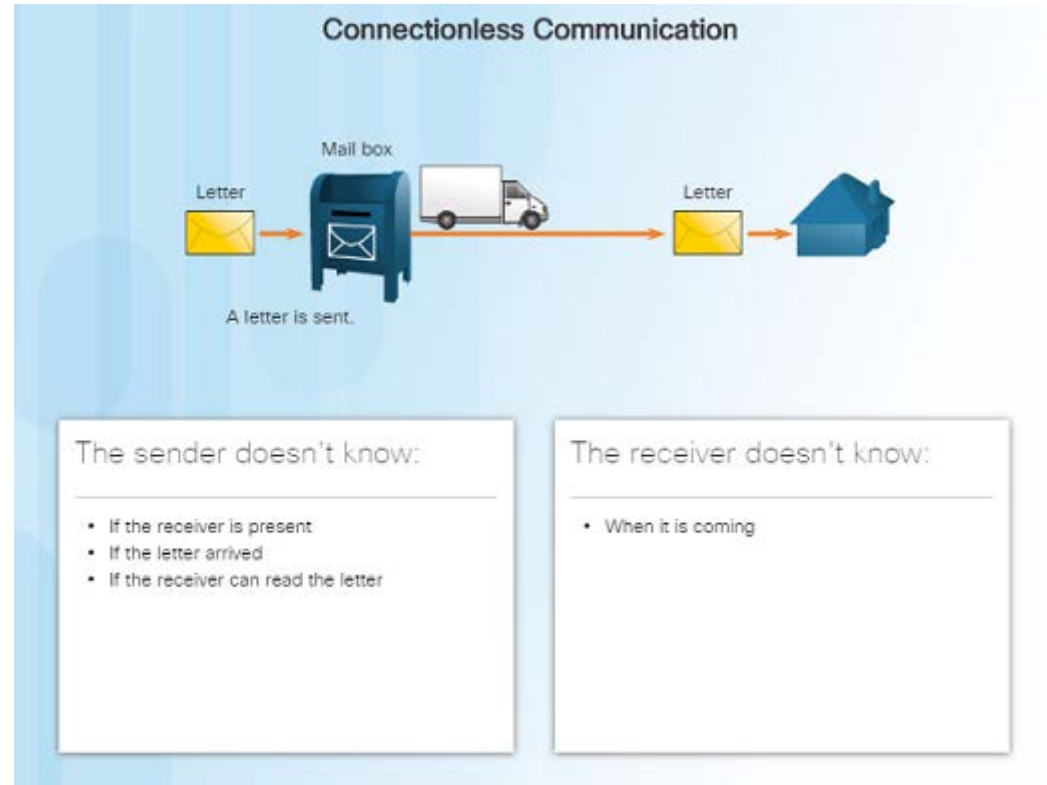 Connectionless Communication
Mail box
Letter
Letter
A letter is sent.
The sender doesn't know:
• If the receiver is present
• If the letter arrived
• If the receiver can read the letter
The receiver doesn't know:
• When it is coming